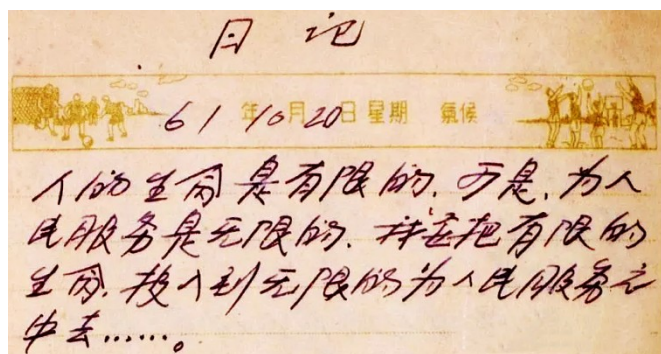 日记
61年10月20日星期 气候
人的生命是有限的.可是.为人
民服务是无限的.我要把有限的
生命.投入到无限的为人民服务之
中去……。